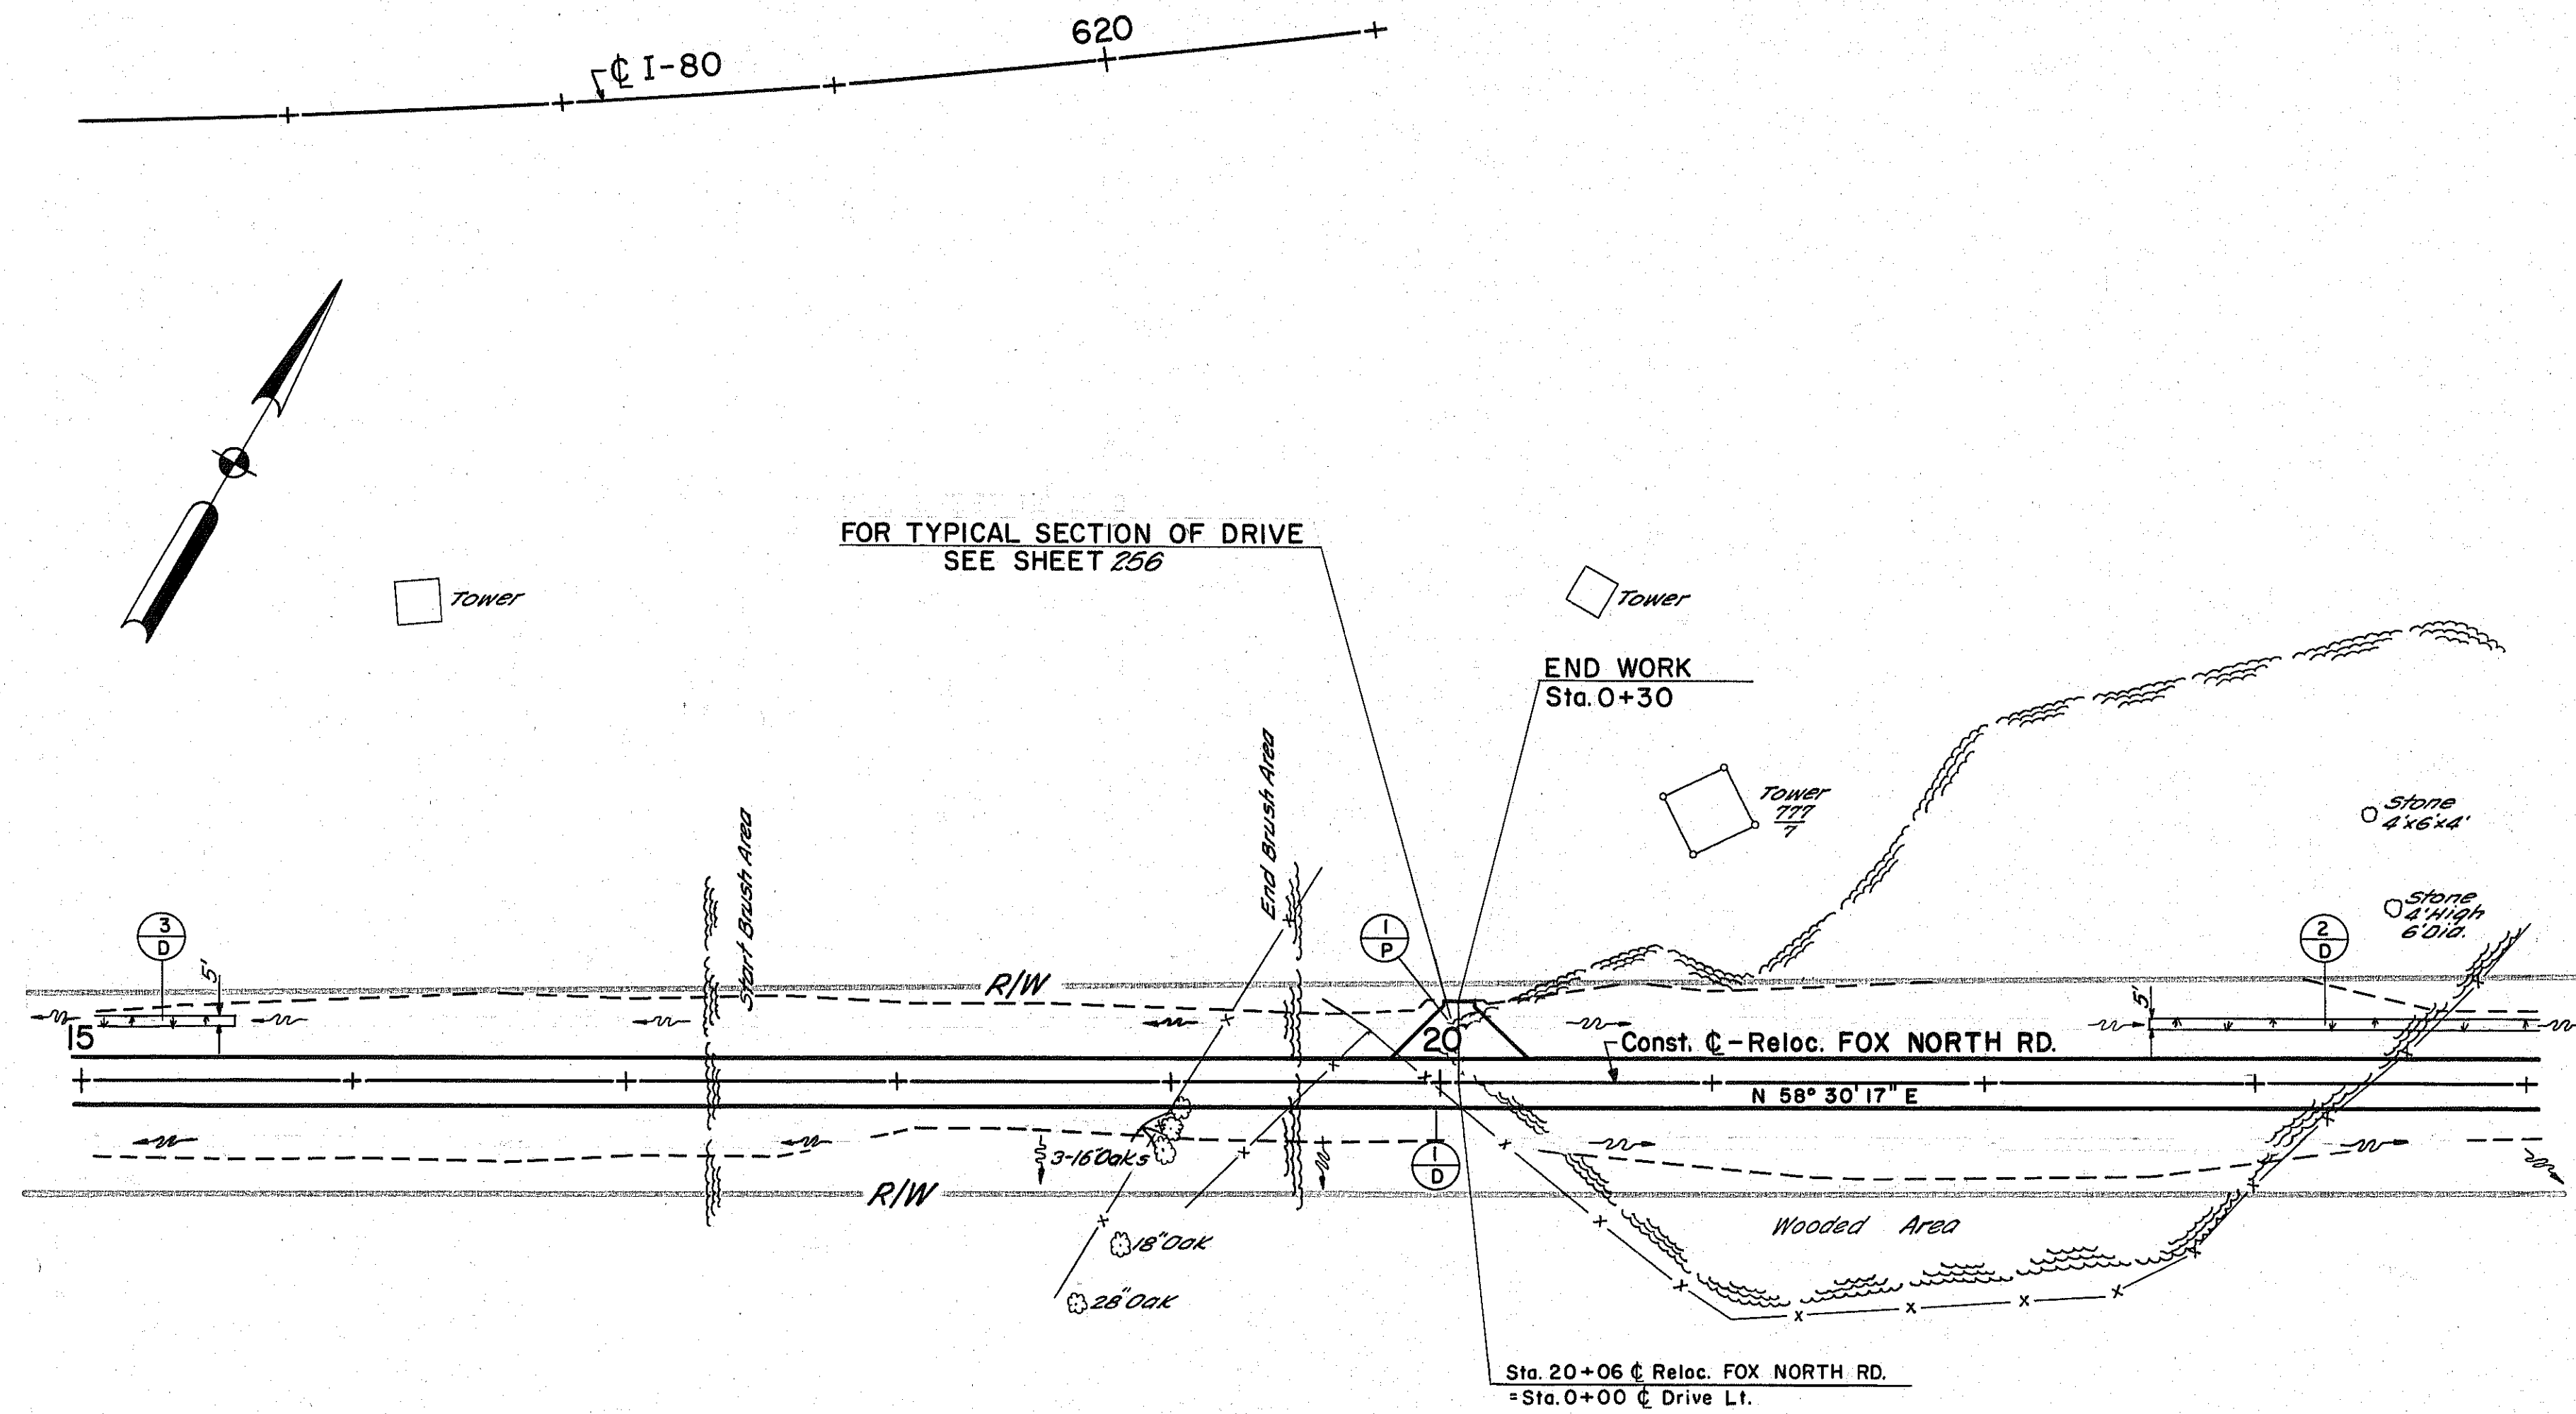 620
℄ I-80
FOR TYPICAL SECTION OF DRIVE
SEE SHEET 256
Tower
Tower
END WORK
Sta. 0+30
Tower
777
7
Stone
4'x6'x4'
Stone
4' High
6' Dia.
Start Brush Area
End Brush Area
3
D
5'
1
P
2
D
5'
R/W
15
20
Const. ℄ - Reloc. FOX NORTH RD.
N 58° 30' 17" E
3-16" Oaks
1
D
R/W
18" Oak
Wooded Area
28" Oak
Sta. 20+06 ℄ Reloc. FOX NORTH RD.
= Sta. 0+00 ℄ Drive Lt.